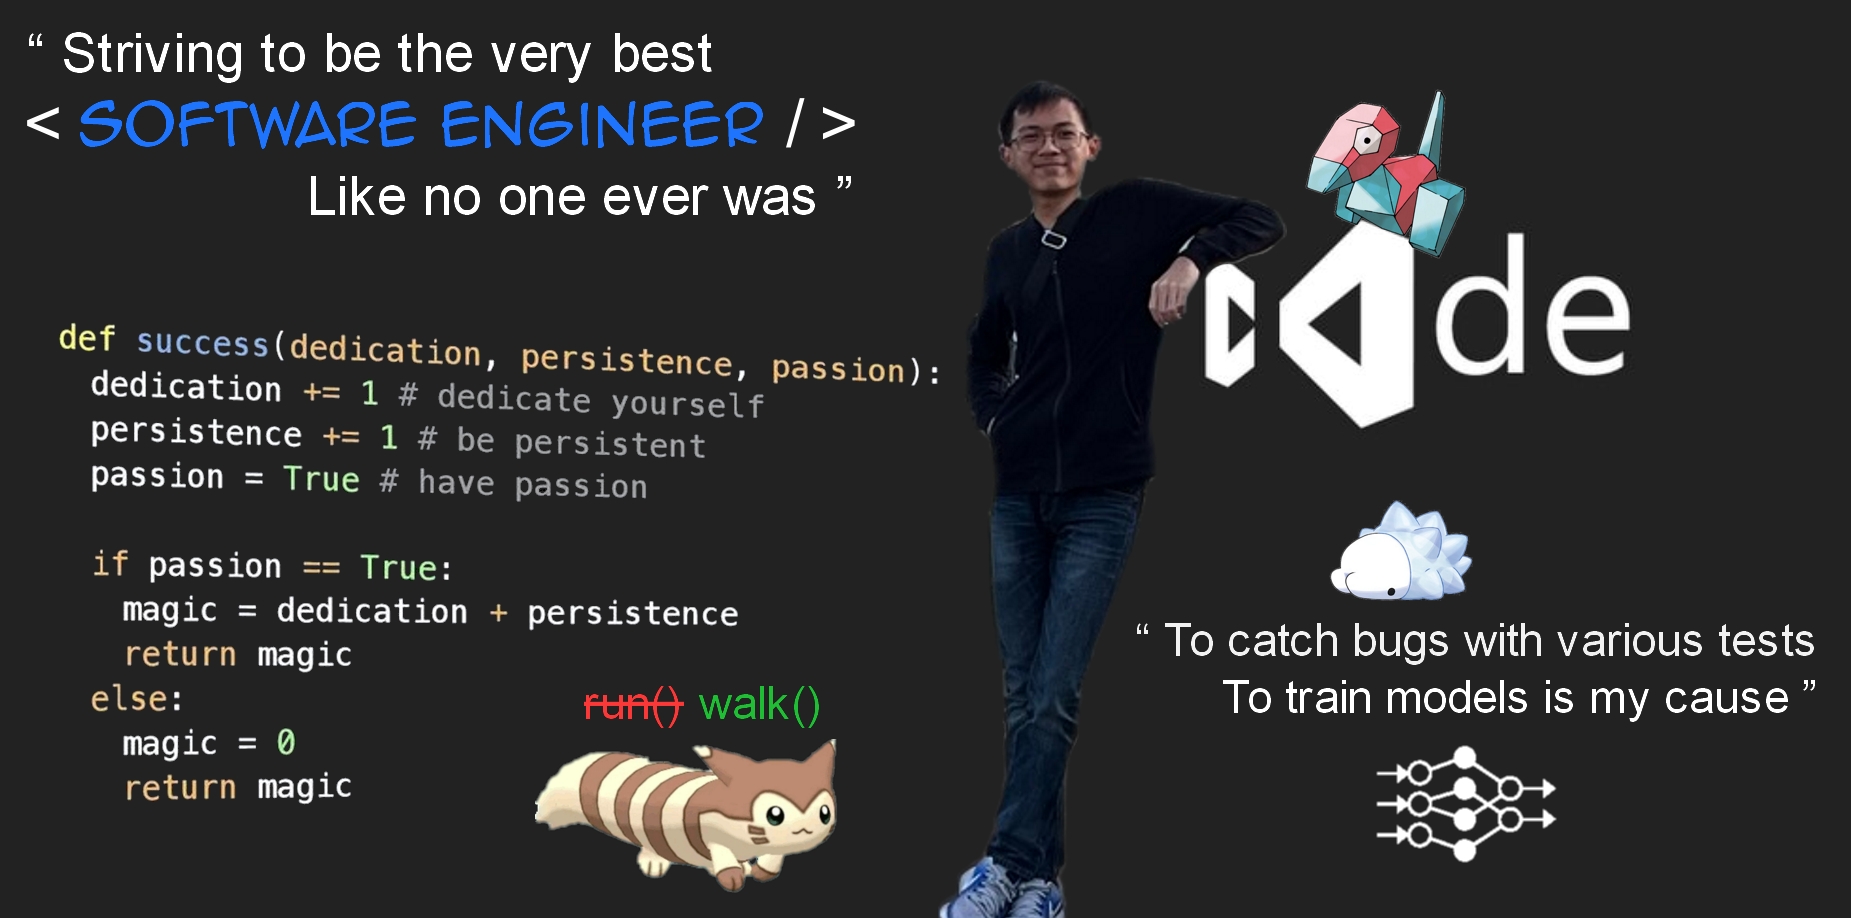 “ Striving to be the very best
< SOFTWARE ENGINEER / >
Like no one ever was ”
def success(dedication, persistence, passion):
  dedication += 1 # dedicate yourself
  persistence += 1 # be persistent
  passion = True # have passion
  if passion == True:
    magic = dedication + persistence
    return magic
  else:
    magic = 0
    return magic
run() walk()
de
“ To catch bugs with various tests
To train models is my cause ”